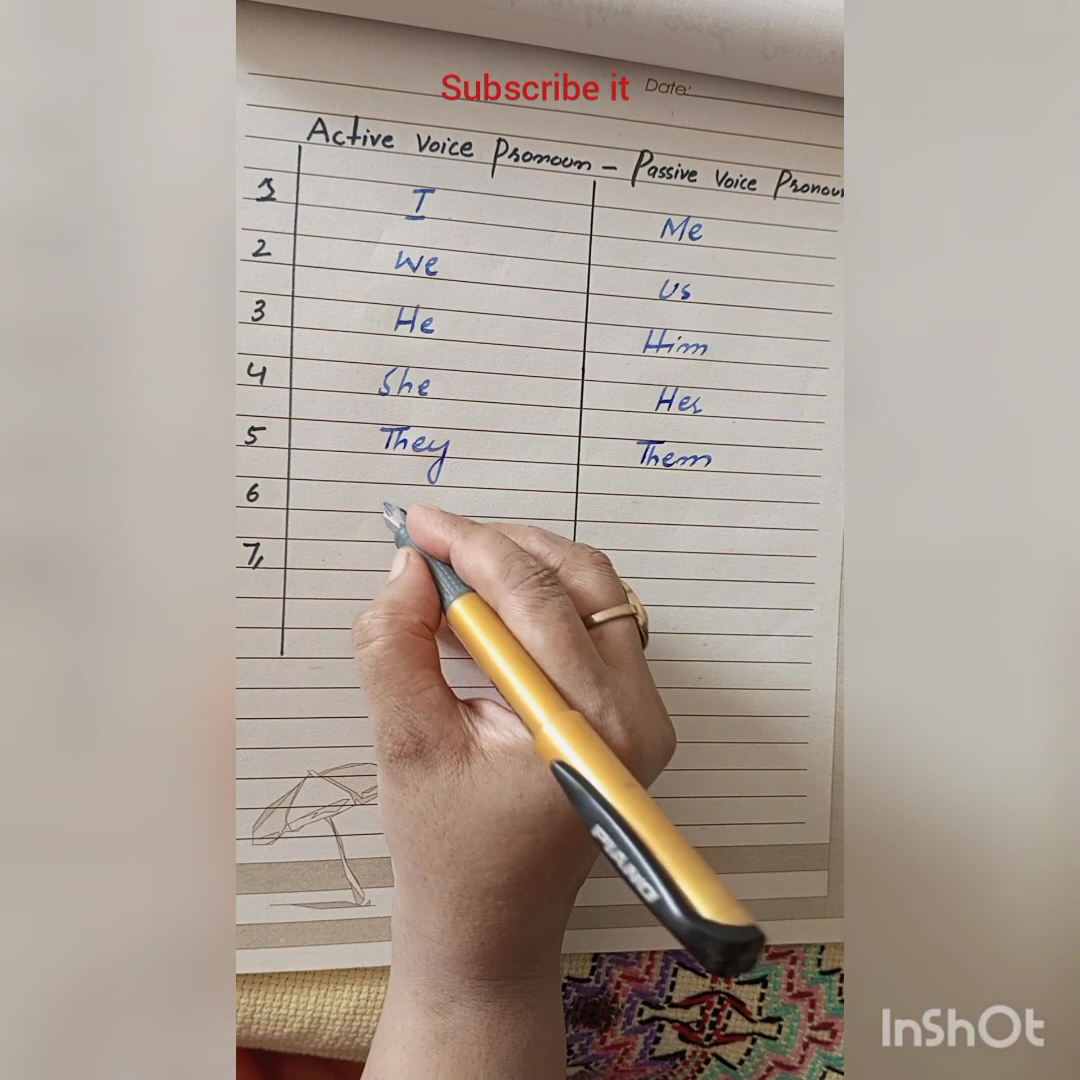 Subscribe it
Date:
Active Voice Pronoun - Passive Voice Pronoun
1 I Me
2 We Us
3 He Him
4 She Her
5 They Them
6
7,
PIANO
InShOt